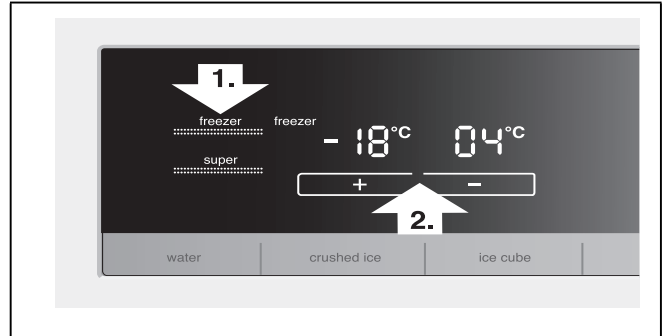 1.
freezer freezer
-18°C 04°C
super
+ -
2.
water crushed ice ice cube